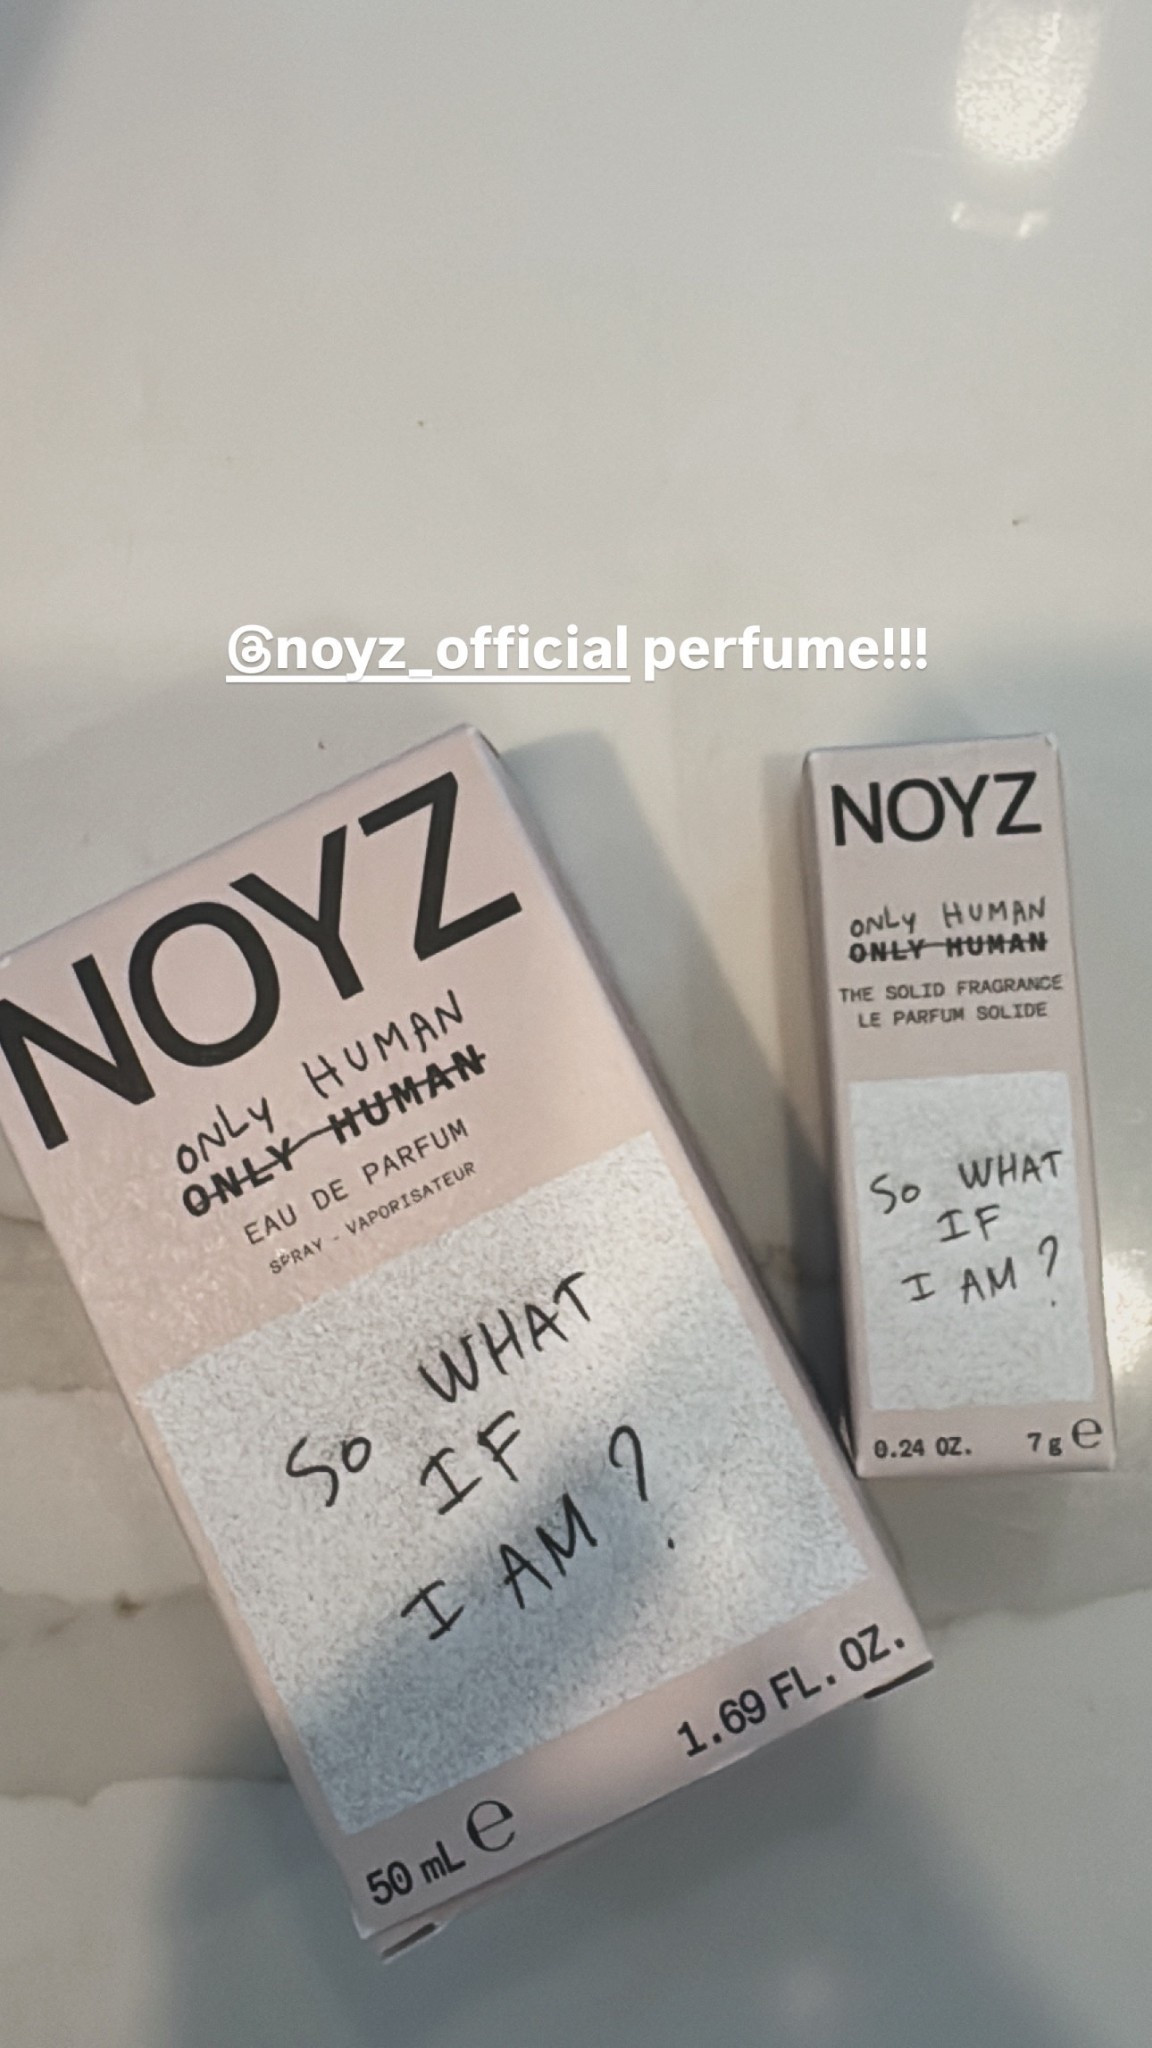 @noyz_official perfume!!!
NOYZ
ONLY HUMAN
ONLY HUMAN
EAU DE PARFUM
SPRAY - VAPORISATEUR
SO WHAT
IF
I AM?
50 mL e
1.69 FL. OZ.
NOYZ
ONLY HUMAN
ONLY HUMAN
THE SOLID FRAGRANCE
LE PARFUM SOLIDE
SO WHAT
IF
I AM?
0.24 OZ. 7 g e